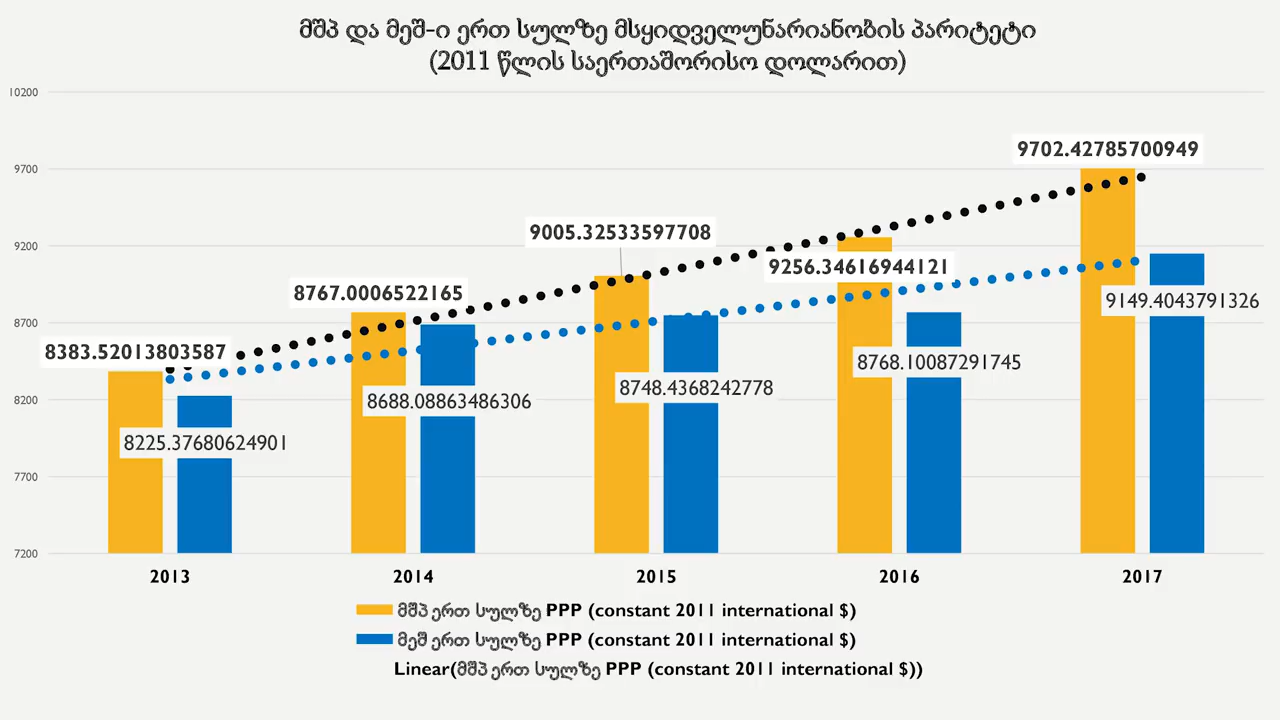 მშპ და მეშ-ი ერთ სულზე მსყიდველუნარიანობის პარიტეტი
(2011 წლის საერთაშორისო დოლარით)
10200
9700
9200
8700
8200
7700
7200
9702.42785700949
9005.32533597708
9256.34616944121
8767.0006522165
9149.4043791326
8383.52013803587
8768.10087291745
8748.4368242778
8688.08863486306
8225.37680624901
2013 2014 2015 2016 2017
მშპ ერთ სულზე PPP (constant 2011 international $)
მეშ ერთ სულზე PPP (constant 2011 international $)
Linear(მშპ ერთ სულზე PPP (constant 2011 international $))